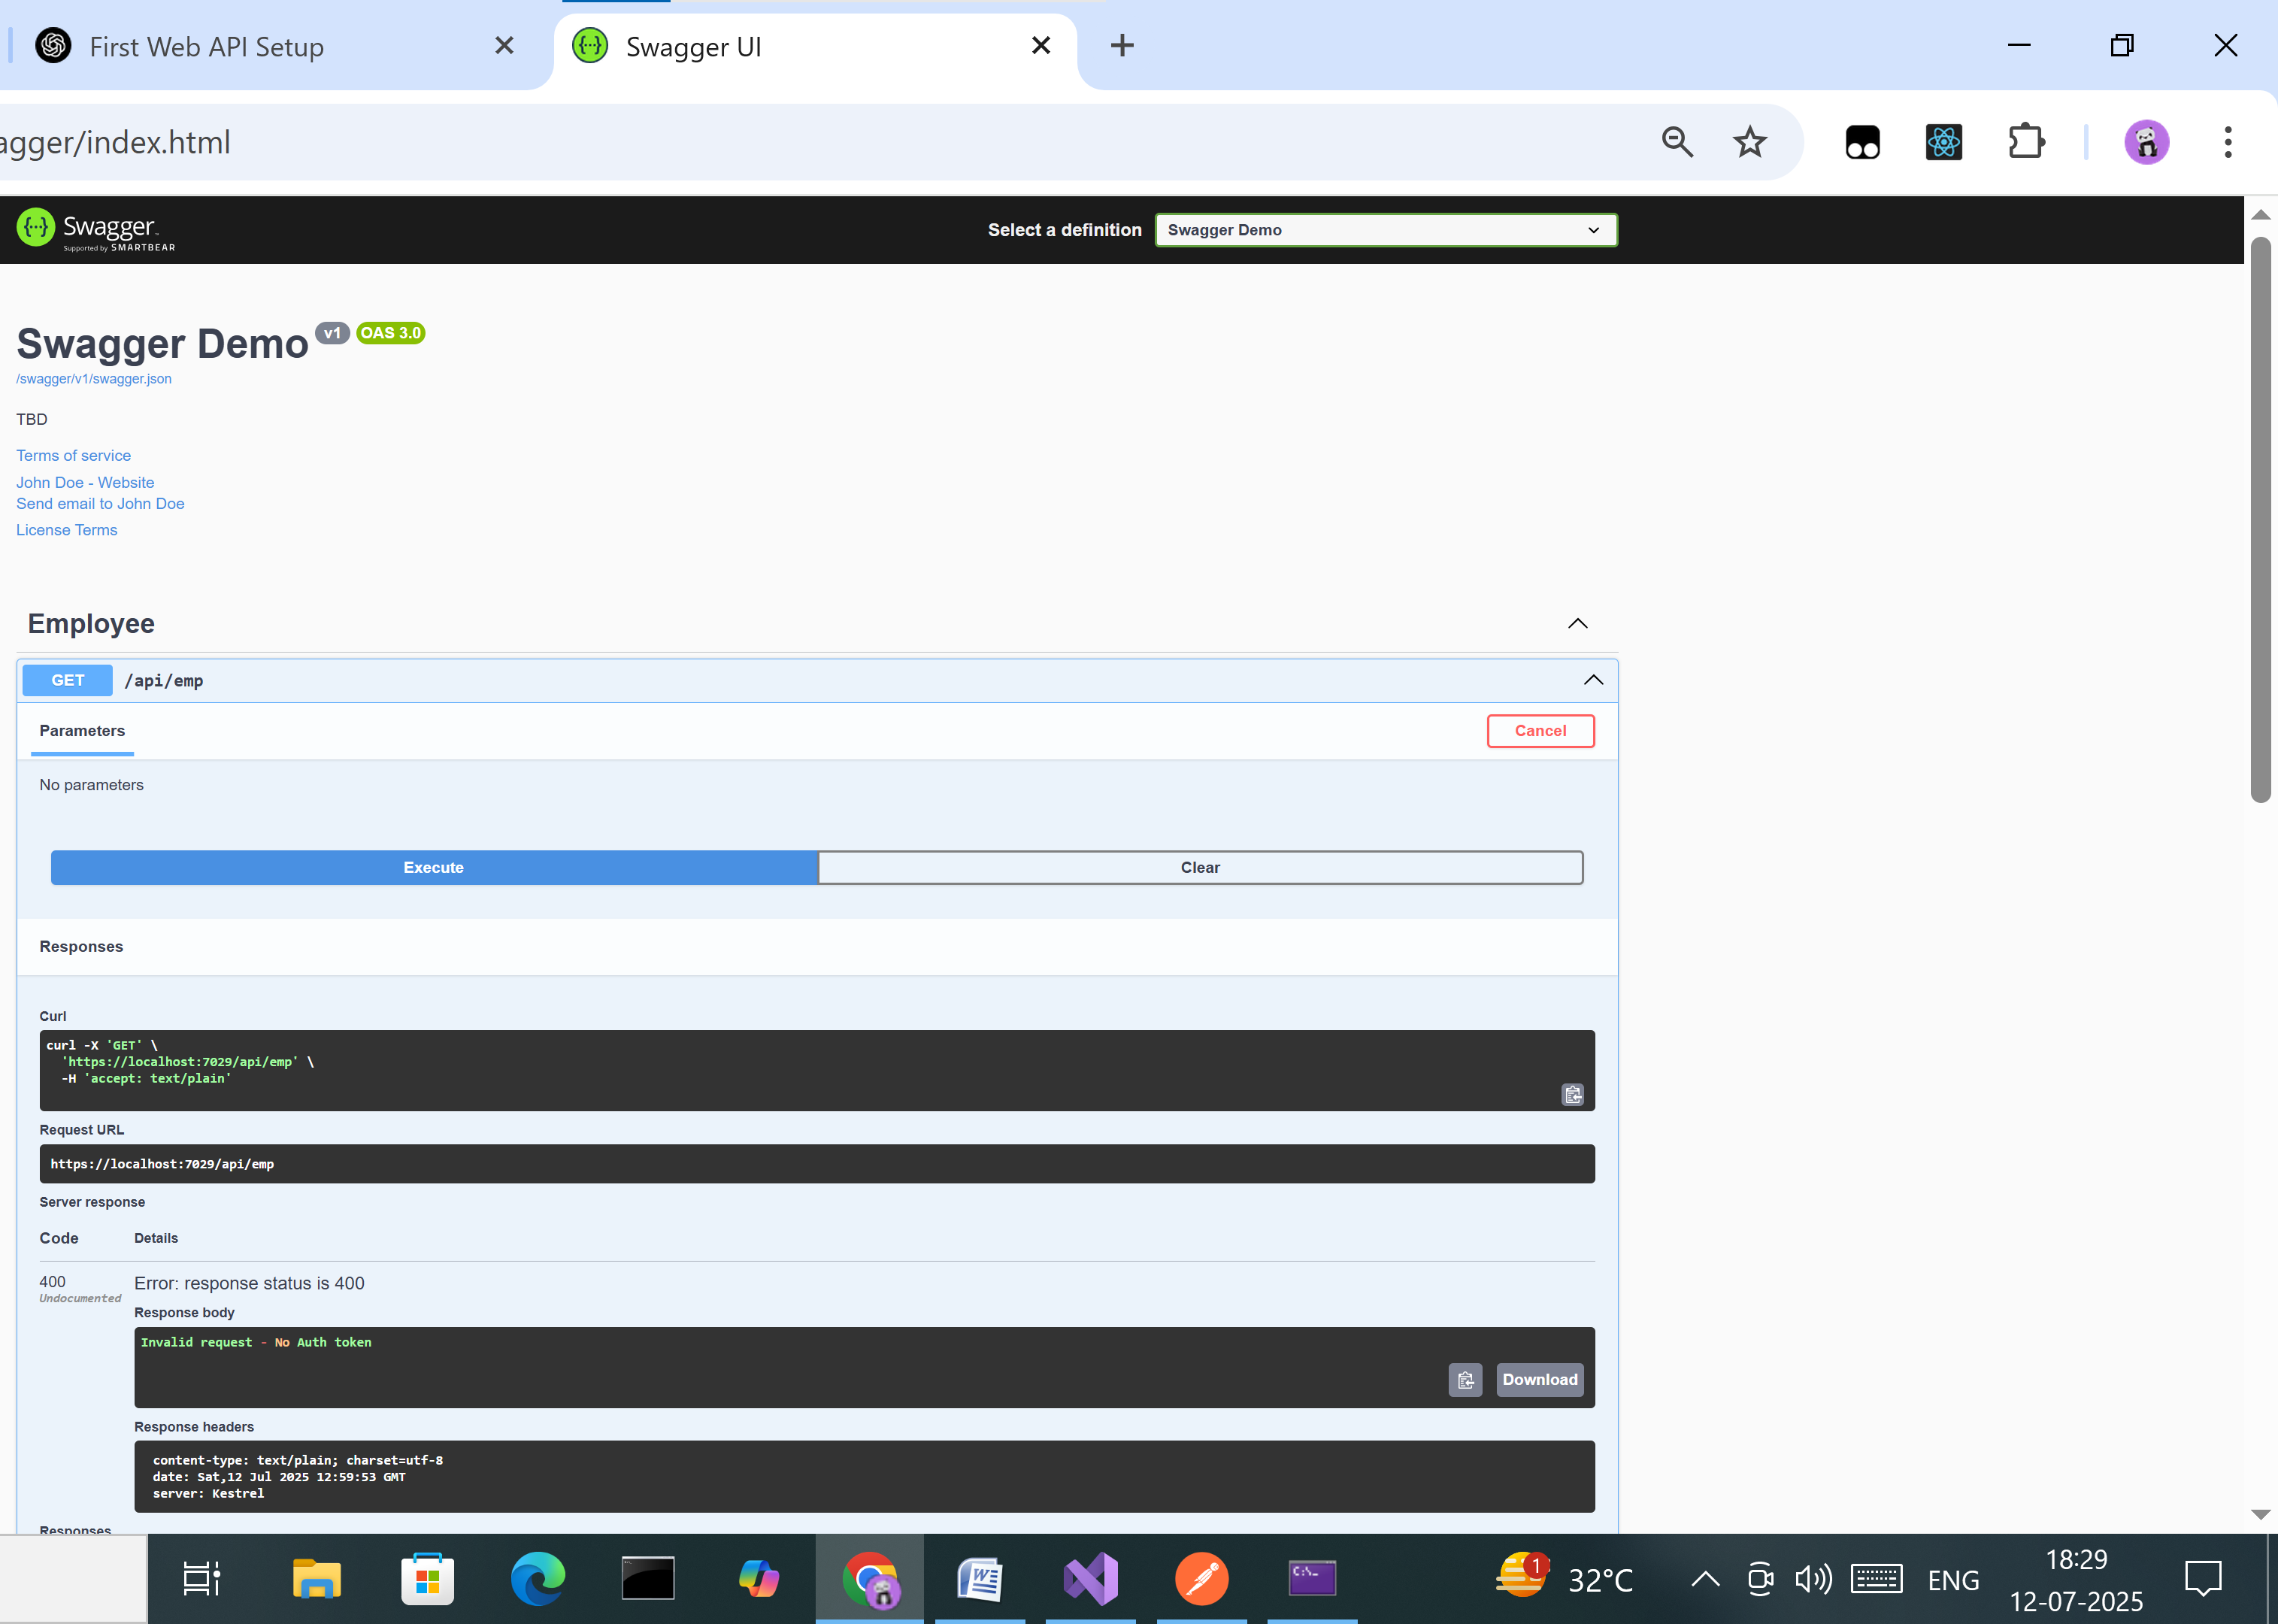 First Web API Setup
Swagger UI
agger/index.html
Swagger
Supported by SMARTBEAR
Select a definition
Swagger Demo
Swagger Demo v1 OAS 3.0
/swagger/v1/swagger.json
TBD
Terms of service
John Doe - Website
Send email to John Doe
License Terms
Employee
GET /api/emp
Parameters
Cancel
No parameters
Execute
Clear
Responses
Curl
curl -X 'GET' \
'https://localhost:7029/api/emp' \
-H 'accept: text/plain'
Request URL
https://localhost:7029/api/emp
Server response
Code Details
400
Undocumented
Error: response status is 400
Response body
Invalid request - No Auth token
Download
Response headers
content-type: text/plain; charset=utf-8
date: Sat,12 Jul 2025 12:59:53 GMT
server: Kestrel
Responses
1
32°C
ENG
18:29
12-07-2025